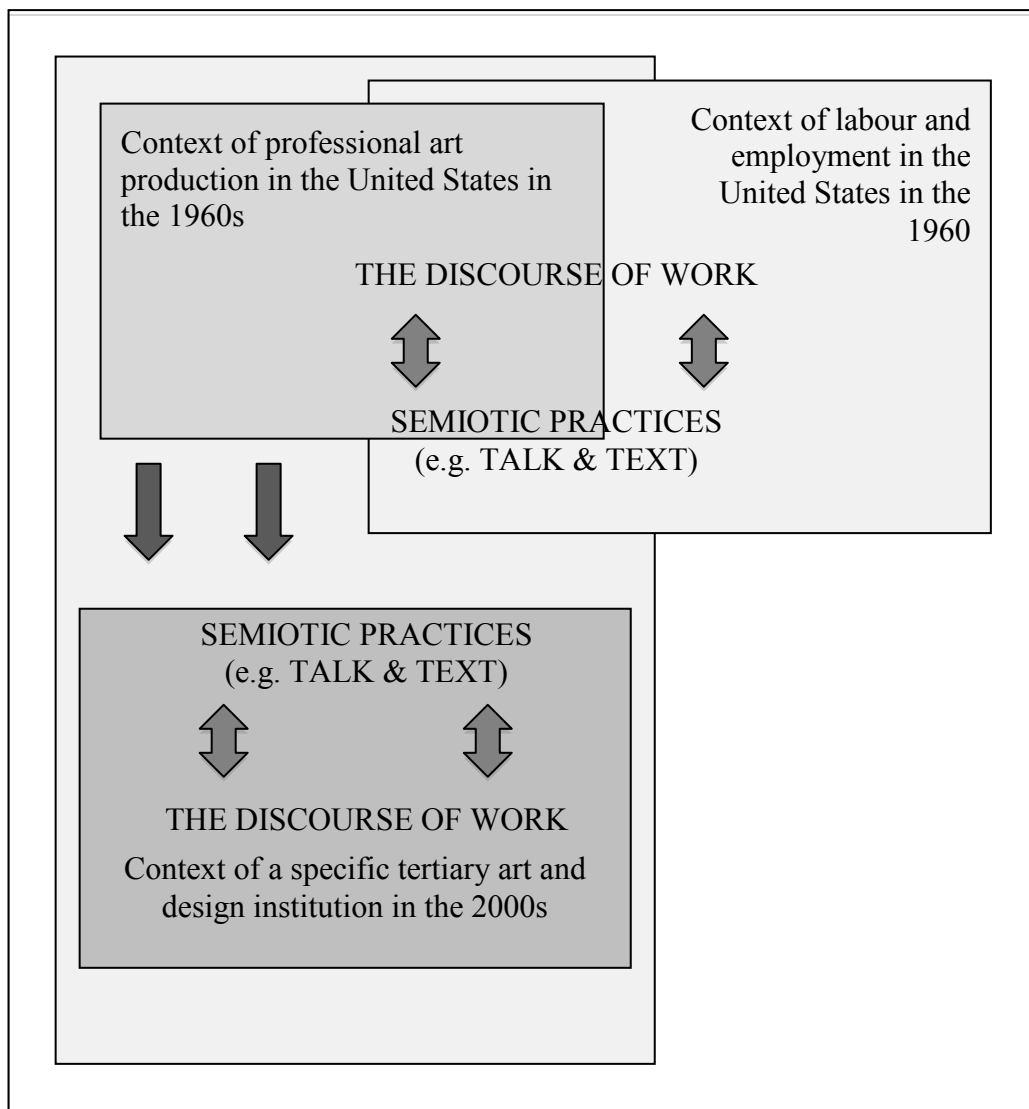 Context of professional art
production in the United States in
the 1960s
Context of labour and
employment in the
United States in the
1960
THE DISCOURSE OF WORK
SEMIOTIC PRACTICES
(e.g. TALK & TEXT)
SEMIOTIC PRACTICES
(e.g. TALK & TEXT)
THE DISCOURSE OF WORK
Context of a specific tertiary art and
design institution in the 2000s